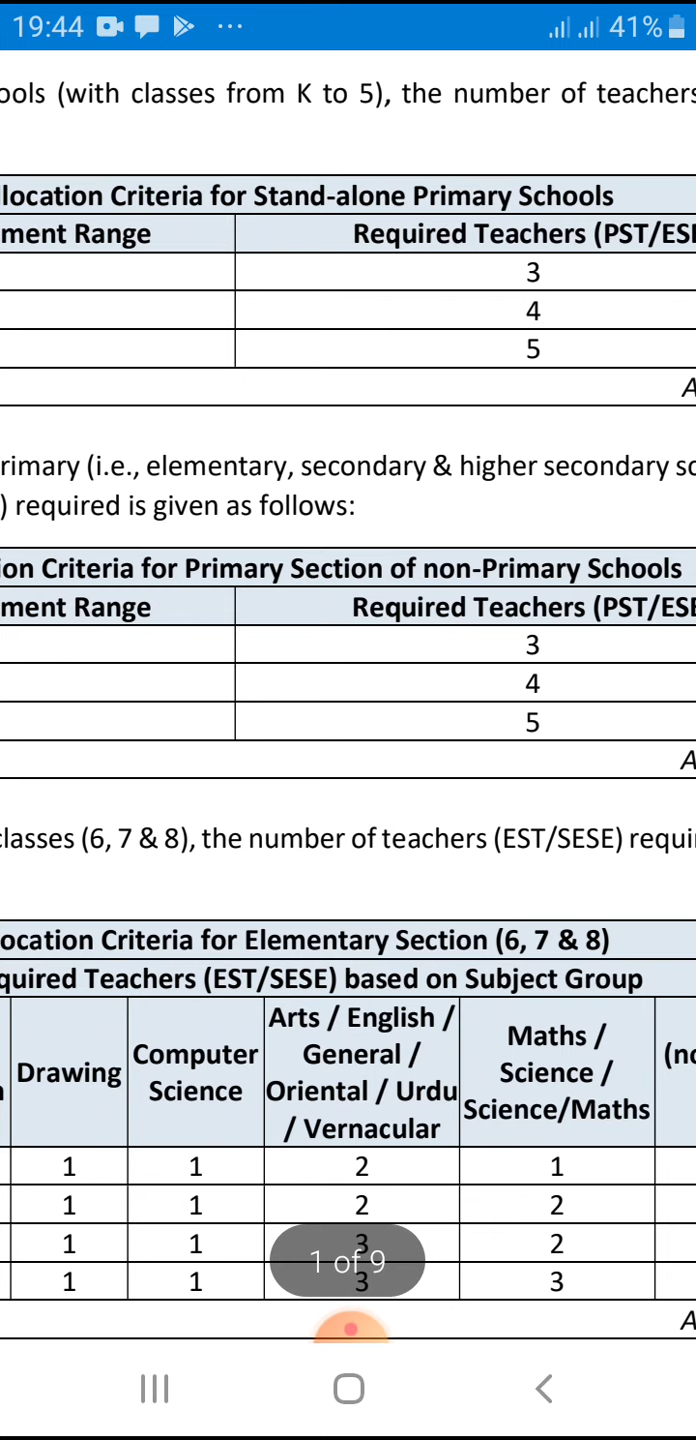 19:44 ... 41%
ools (with classes from K to 5), the number of teachers
llocation Criteria for Stand-alone Primary Schools
ment Range Required Teachers (PST/ESE
3
4
5
A
rimary (i.e., elementary, secondary & higher secondary sc
) required is given as follows:
ion Criteria for Primary Section of non-Primary Schools
ment Range Required Teachers (PST/ESE
3
4
5
A
classes (6, 7 & 8), the number of teachers (EST/SESE) requi
ocation Criteria for Elementary Section (6, 7 & 8)
quired Teachers (EST/SESE) based on Subject Group
Drawing
Computer
Science
Arts / English /
General /
Oriental / Urdu
/ Vernacular
Maths /
Science /
Science/Maths
(no
1 1 2 1
1 1 2 2
1 1 3 2
1 of 9
1 1 3 3
A